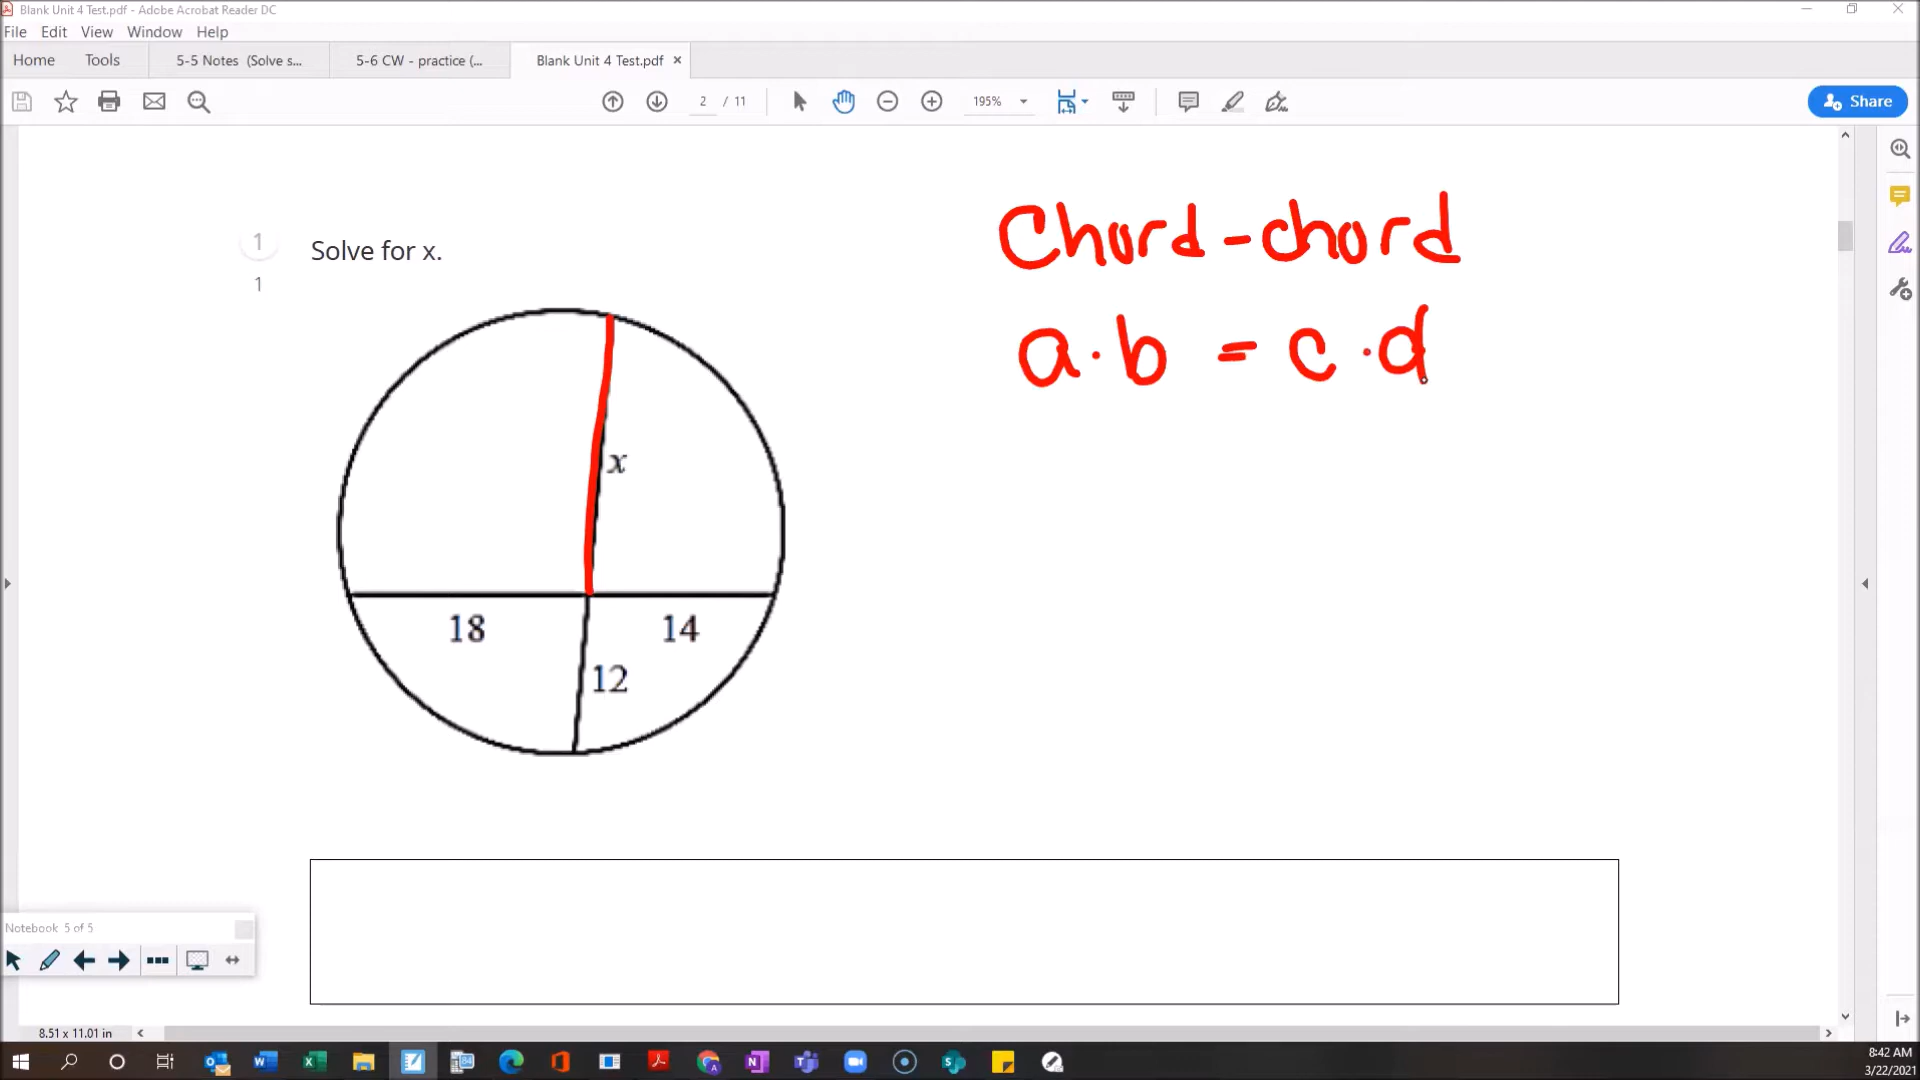 Blank Unit 4 Test.pdf - Adobe Acrobat Reader DC
File Edit View Window Help
Home Tools 5-5 Notes (Solve s... 5-6 CW - practice (... Blank Unit 4 Test.pdf ×
2 / 11 195% Share
Chord - chord
1 Solve for x.
1
a · b = c · d
x
18 14
12
Notebook 5 of 5
8.51 x 11.01 in
8:42 AM
3/22/2021